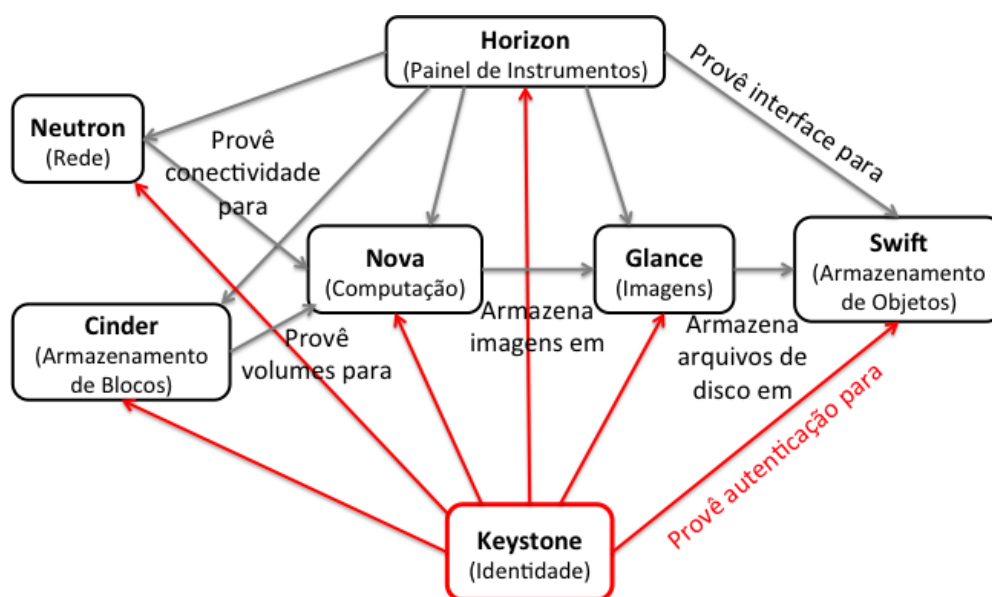 Horizon
(Painel de Instrumentos)
Provê interface para
Neutron
(Rede)
Provê
conectividade
para
Nova
(Computação)
Glance
(Imagens)
Swift
(Armazenamento
de Objetos)
Cinder
(Armazenamento
de Blocos)
Provê
volumes para
Armazena
imagens em
Armazena
arquivos de
disco em
Provê autenticação para
Keystone
(Identidade)